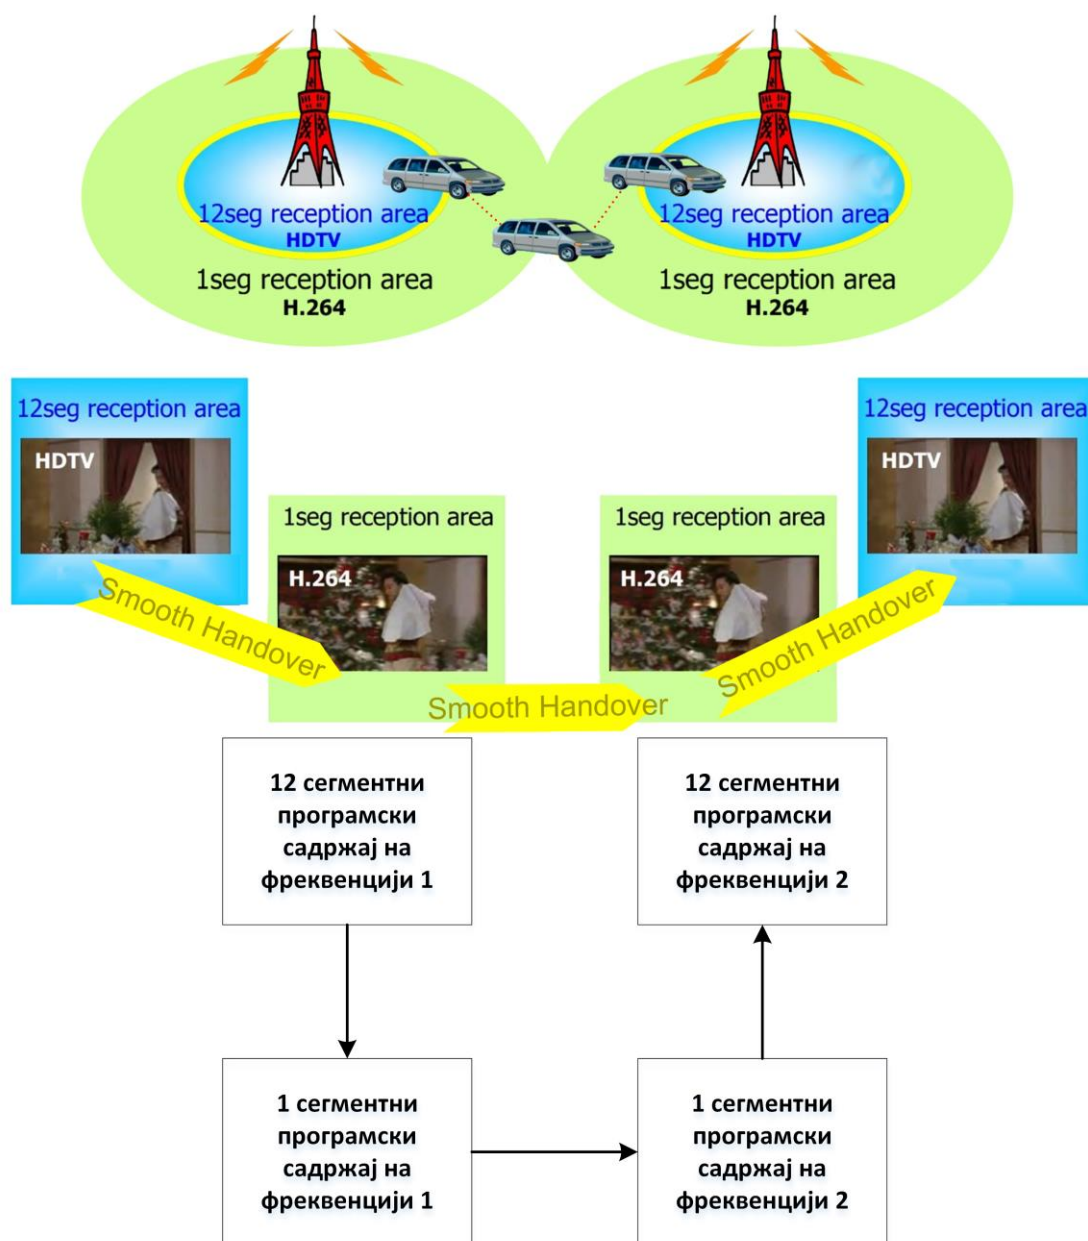 12seg reception area
HDTV
1seg reception area
H.264
12seg reception area
HDTV
1seg reception area
H.264
12seg reception area
HDTV
Smooth Handover
1seg reception area
H.264
Smooth Handover
1seg reception area
H.264
Smooth Handover
12seg reception area
HDTV
12 сегментни
програмски
садржај на
фреквенцији 1
12 сегментни
програмски
садржај на
фреквенцији 2
1 сегментни
програмски
садржај на
фреквенцији 1
1 сегментни
програмски
садржај на
фреквенцији 2